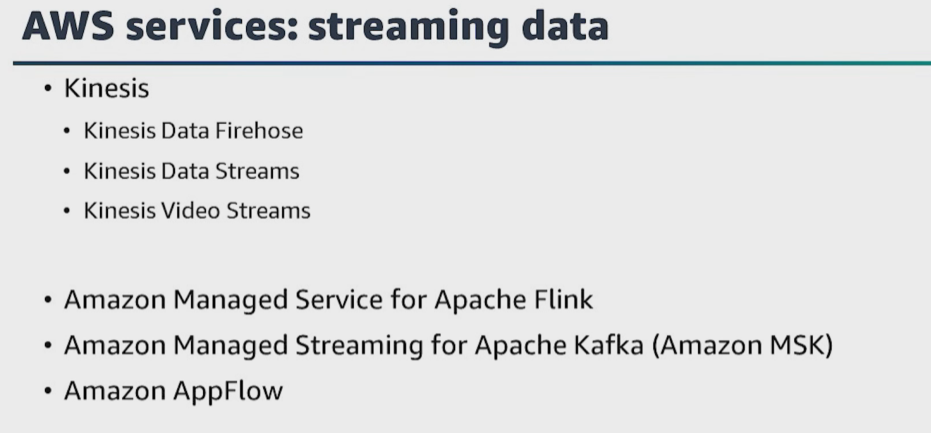 AWS services: streaming data
• Kinesis
• Kinesis Data Firehose
• Kinesis Data Streams
• Kinesis Video Streams
• Amazon Managed Service for Apache Flink
• Amazon Managed Streaming for Apache Kafka (Amazon MSK)
• Amazon AppFlow